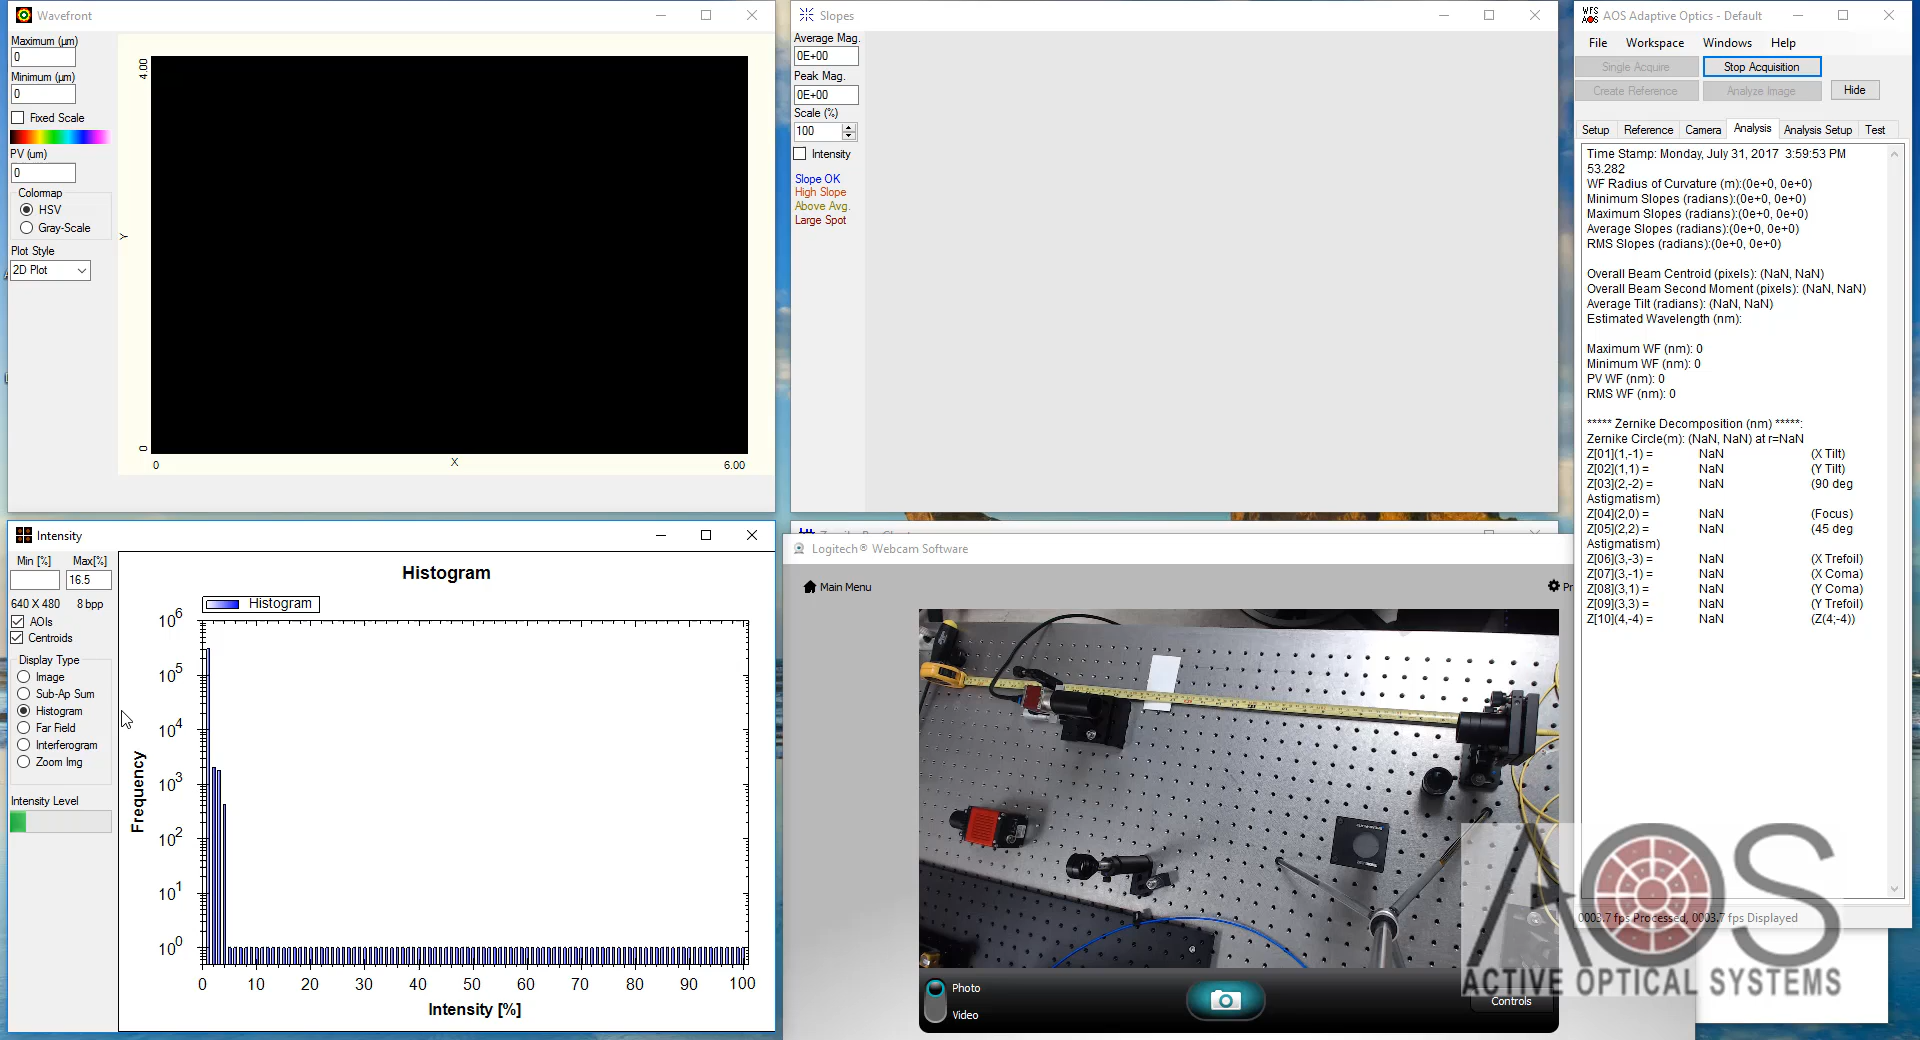 Wavefront
Maximum (µm)
0
Minimum (µm)
0
Fixed Scale
PV (um)
0
Colormap
HSV
Gray-Scale
Plot Style
2D Plot
4.00
Y
0
0
X
6.00
Slopes
Average Mag.
0E+00
Peak Mag.
0E+00
Scale (%)
100
Intensity
Slope OK
High Slope
Above Avg.
Large Spot
WFS
AOS
AOS Adaptive Optics - Default
File Workspace Windows Help
Single Acquire Stop Acquisition
Create Reference Analyze Image Hide
Setup Reference Camera Analysis Analysis Setup Test
Time Stamp: Monday, July 31, 2017 3:59:53 PM
53.282
WF Radius of Curvature (m):(0e+0, 0e+0)
Minimum Slopes (radians):(0e+0, 0e+0)
Maximum Slopes (radians):(0e+0, 0e+0)
Average Slopes (radians):(0e+0, 0e+0)
RMS Slopes (radians):(0e+0, 0e+0)
Overall Beam Centroid (pixels): (NaN, NaN)
Overall Beam Second Moment (pixels): (NaN, NaN)
Average Tilt (radians): (NaN, NaN)
Estimated Wavelength (nm):
Maximum WF (nm): 0
Minimum WF (nm): 0
PV WF (nm): 0
RMS WF (nm): 0
***** Zernike Decomposition (nm) *****:
Zernike Circle(m): (NaN, NaN) at r=NaN
Z[01](1,-1) = NaN (X Tilt)
Z[02](1,1) = NaN (Y Tilt)
Z[03](2,-2) = NaN (90 deg
Astigmatism)
Z[04](2,0) = NaN (Focus)
Z[05](2,2) = NaN (45 deg
Astigmatism)
Z[06](3,-3) = NaN (X Trefoil)
Z[07](3,-1) = NaN (X Coma)
Z[08](3,1) = NaN (Y Coma)
Z[09](3,3) = NaN (Y Trefoil)
Z[10](4,-4) = NaN (Z(4;-4))
0003.7 fps Processed, 0003.7 fps Displayed
Intensity
Min [%] Max[%]
16.5
640 X 480 8 bpp
AOIs
Centroids
Display Type
Image
Sub-Ap Sum
Histogram
Far Field
Interferogram
Zoom Img
Intensity Level
Histogram
Histogram
10^6
10^5
10^4
10^3
10^2
10^1
10^0
Frequency
0 10 20 30 40 50 60 70 80 90 100
Intensity [%]
Logitech® Webcam Software
Main Menu
Pr
Photo
Video
Controls
AOS
ACTIVE OPTICAL SYSTEMS